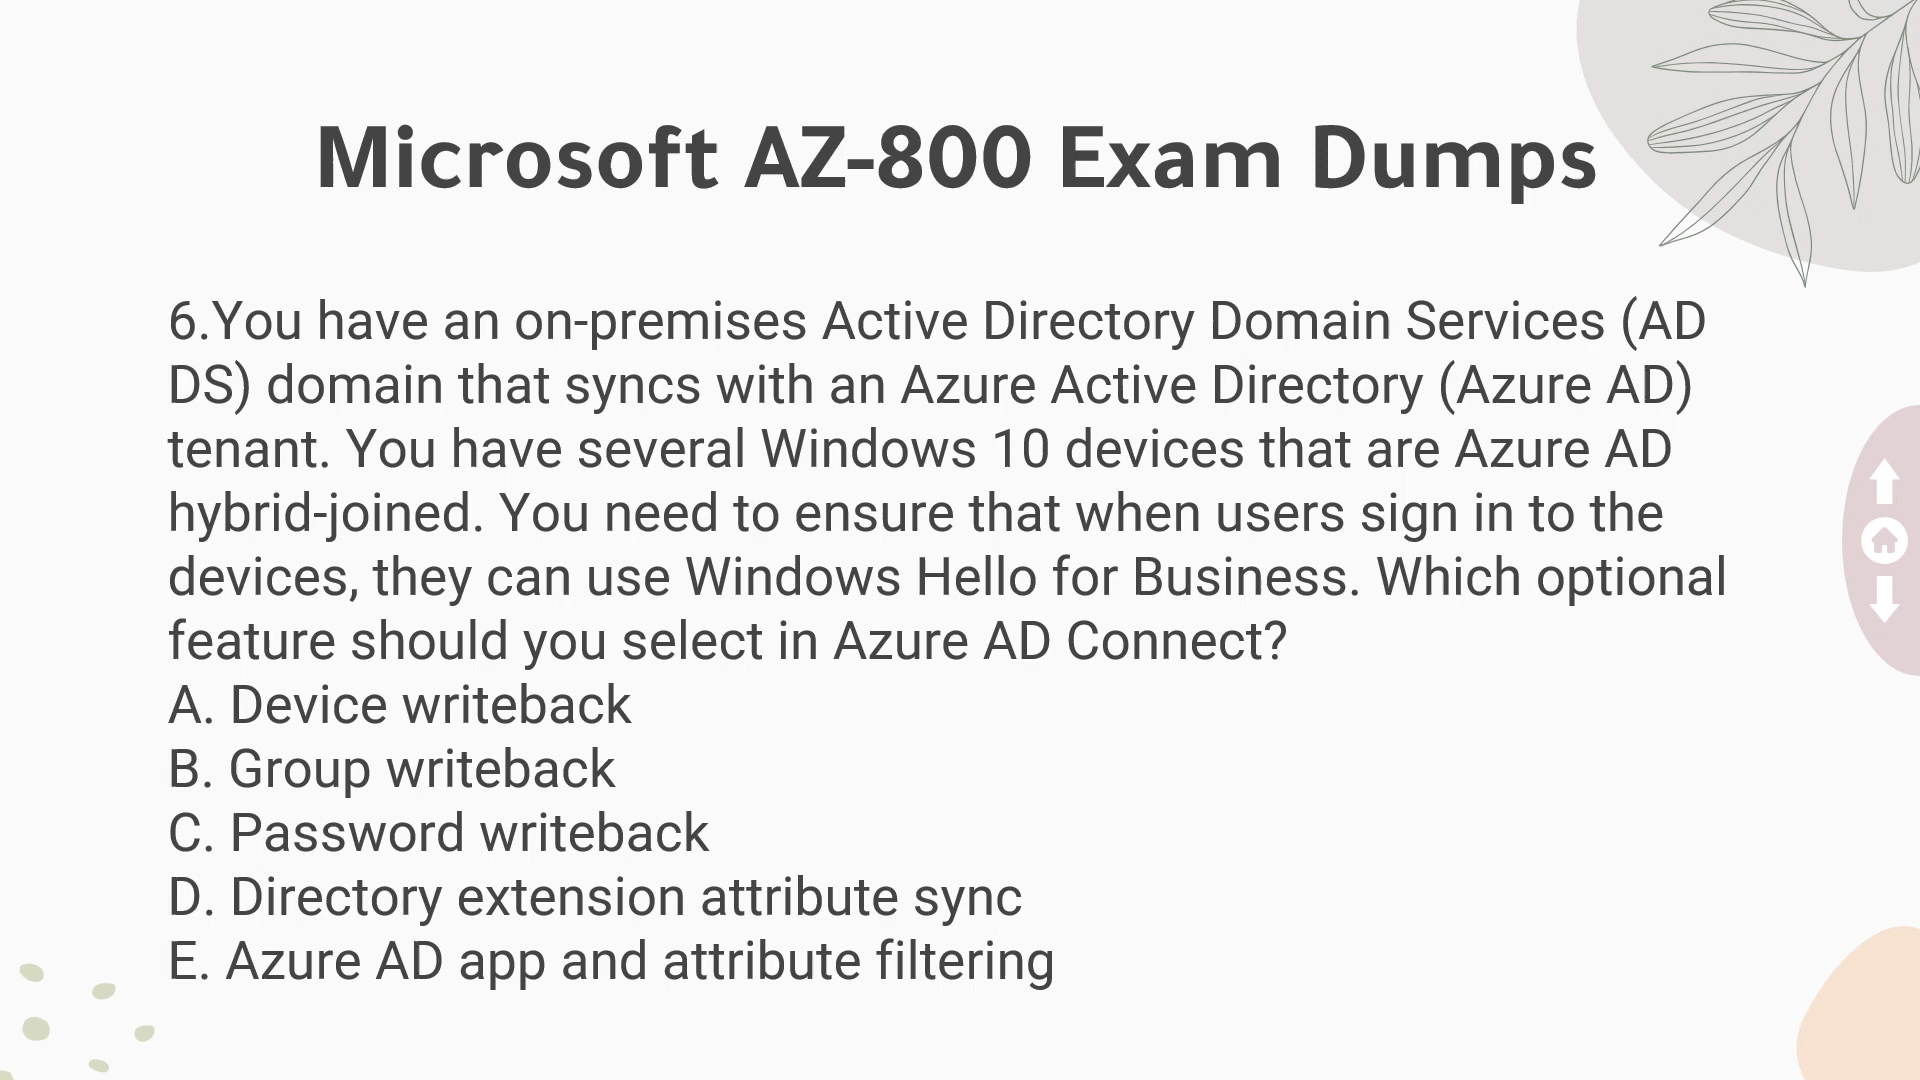 Microsoft AZ-800 Exam Dumps
6.You have an on-premises Active Directory Domain Services (AD
DS) domain that syncs with an Azure Active Directory (Azure AD)
tenant. You have several Windows 10 devices that are Azure AD
hybrid-joined. You need to ensure that when users sign in to the
devices, they can use Windows Hello for Business. Which optional
feature should you select in Azure AD Connect?
A. Device writeback
B. Group writeback
C. Password writeback
D. Directory extension attribute sync
E. Azure AD app and attribute filtering